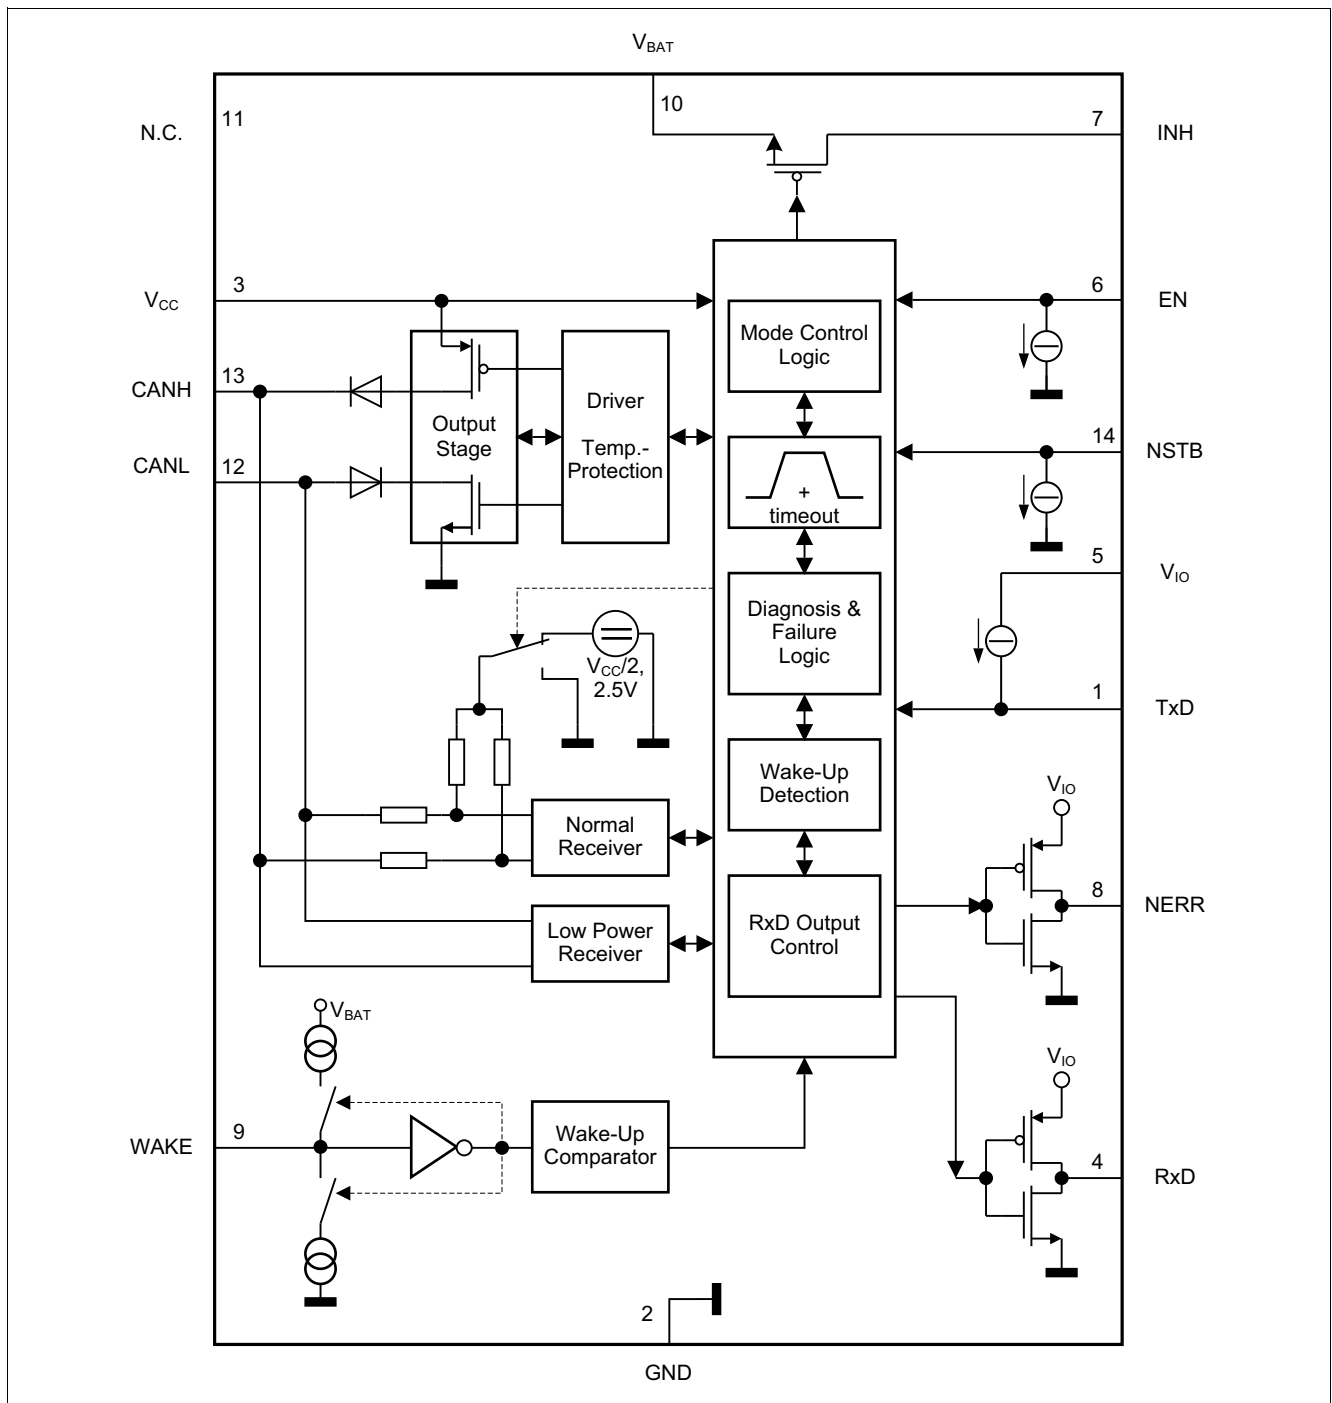 VBAT
10
N.C.
11
7
INH
VCC
3
6
EN
Mode Control
Logic
CANH
13
Driver
Temp.-
Protection
Output
Stage
CANL
12
14
NSTB
+
timeout
5
VIO
Diagnosis &
Failure
Logic
VCC/2,
2.5V
1
TxD
Wake-Up
Detection
VIO
Normal
Receiver
8
NERR
RxD Output
Control
Low Power
Receiver
VBAT
VIO
WAKE
9
Wake-Up
Comparator
4
RxD
2
GND